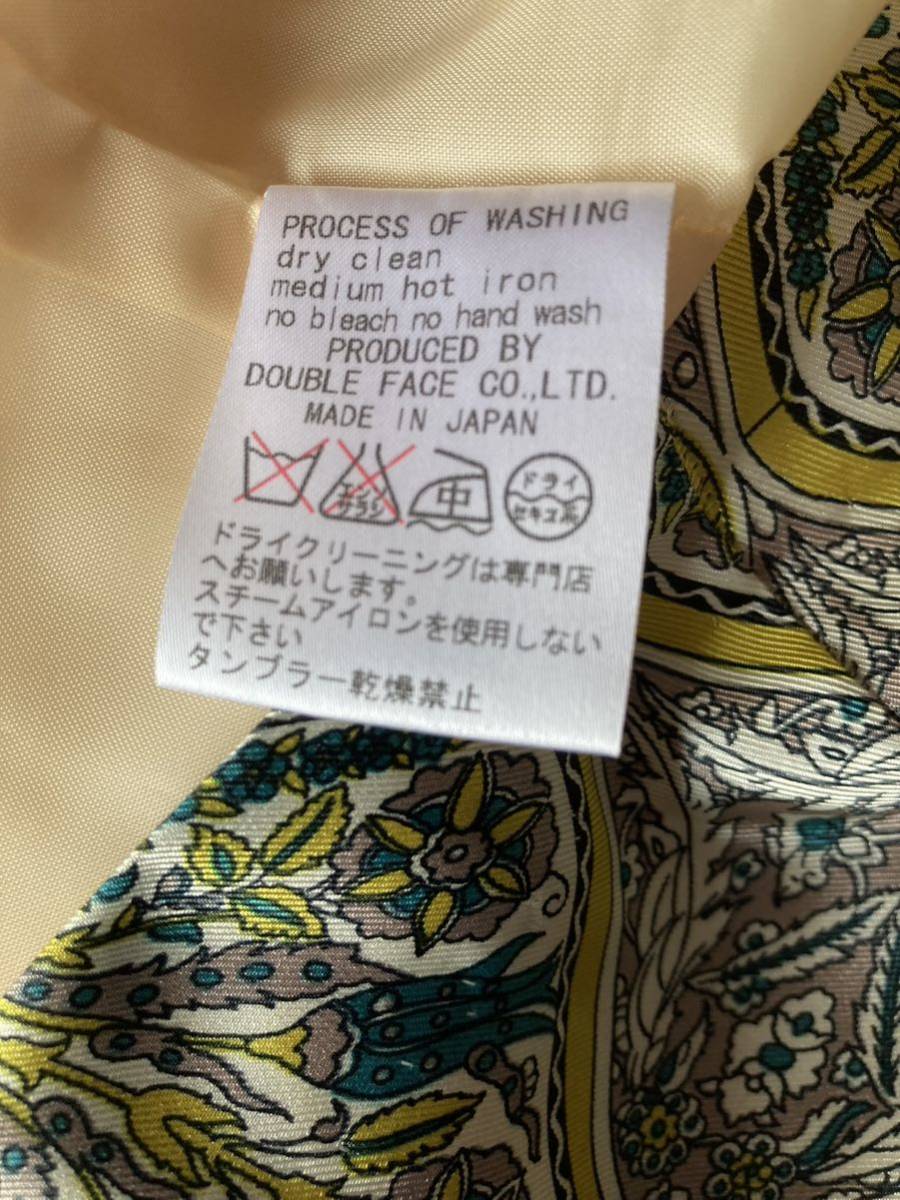 PROCESS OF WASHING
dry clean
medium hot iron
no bleach no hand wash
PRODUCED BY
DOUBLE FACE CO.,LTD.
MADE IN JAPAN
エンソ
サラシ
中
ドライ
セキユ系
ドライクリーニングは専門店
へお願いします。
スチームアイロンを使用しない
で下さい
タンブラー乾燥禁止